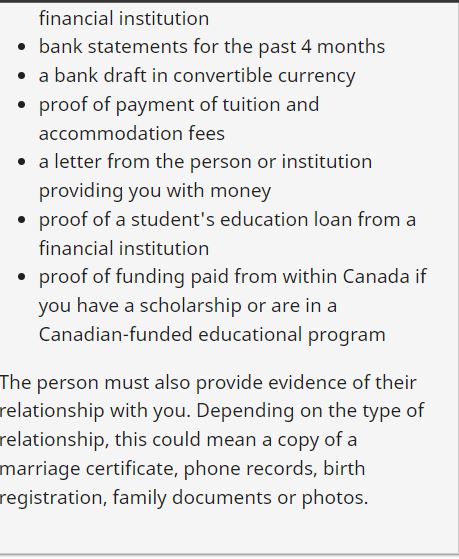 financial institution
• bank statements for the past 4 months
• a bank draft in convertible currency
• proof of payment of tuition and
accommodation fees
• a letter from the person or institution
providing you with money
• proof of a student's education loan from a
financial institution
• proof of funding paid from within Canada if
you have a scholarship or are in a
Canadian-funded educational program
The person must also provide evidence of their
relationship with you. Depending on the type of
relationship, this could mean a copy of a
marriage certificate, phone records, birth
registration, family documents or photos.